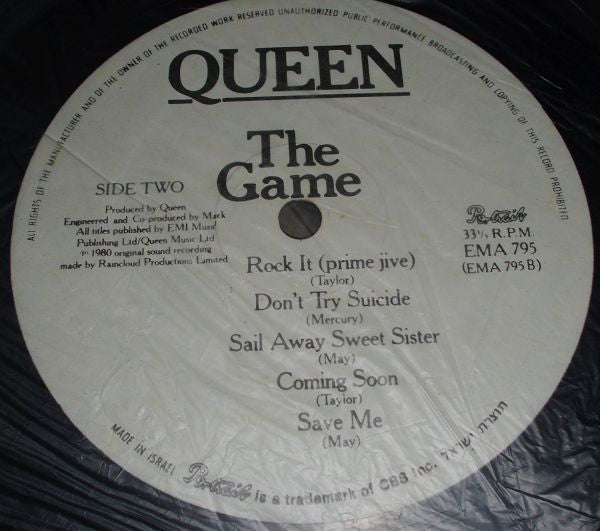 ALL RIGHTS OF THE MANUFACTURER AND OF THE OWNER OF THE RECORDED WORK RESERVED UNAUTHORIZED PUBLIC PERFORMANCE BROADCASTING AND COPYING OF THIS RECORD PROHIBITED
QUEEN
The
Game
SIDE TWO
Produced by Queen
Engineered and Co-produced by Mack
All titles published by EMI Music
Publishing Ltd/Queen Music Ltd
℗ 1980 original sound recording
made by Raincloud Productions Limited
Portrait
33⅓ R.P.M.
EMA 795
(EMA 795 B)
Rock It (prime jive)
(Taylor)
Don't Try Suicide
(Mercury)
Sail Away Sweet Sister
(May)
Coming Soon
(Taylor)
Save Me
(May)
MADE IN ISRAEL Portrait is a trademark of CBS Inc. תוצרת ישראל